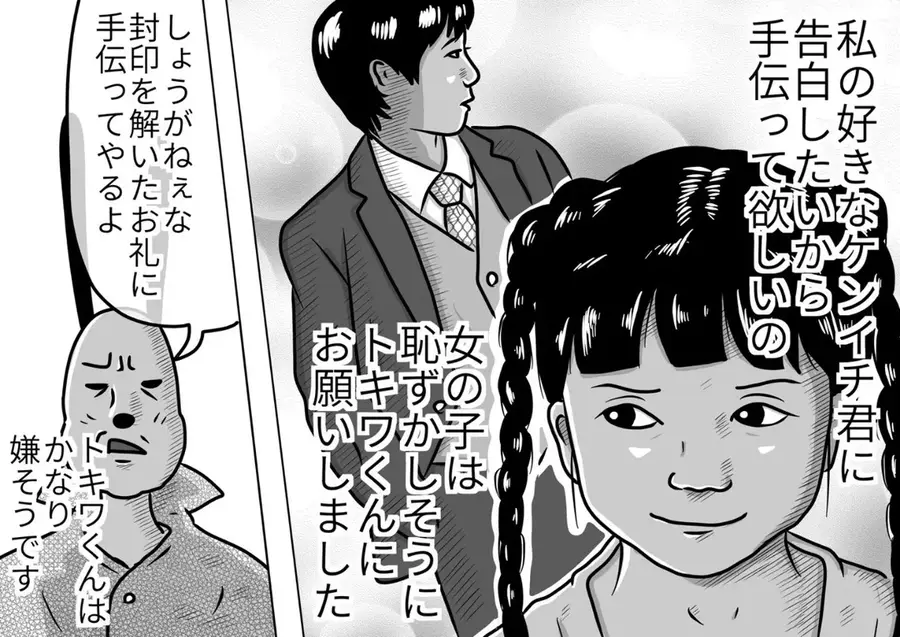 私の好きなケンイチ君に
告白したいから
手伝って欲しいの
女の子は
恥ずかしそうに
トキワくんに
お願いしました
しょうがねぇな
封印を解いたお礼に
手伝ってやるよ
トキワくんは
かなり
嫌そうです